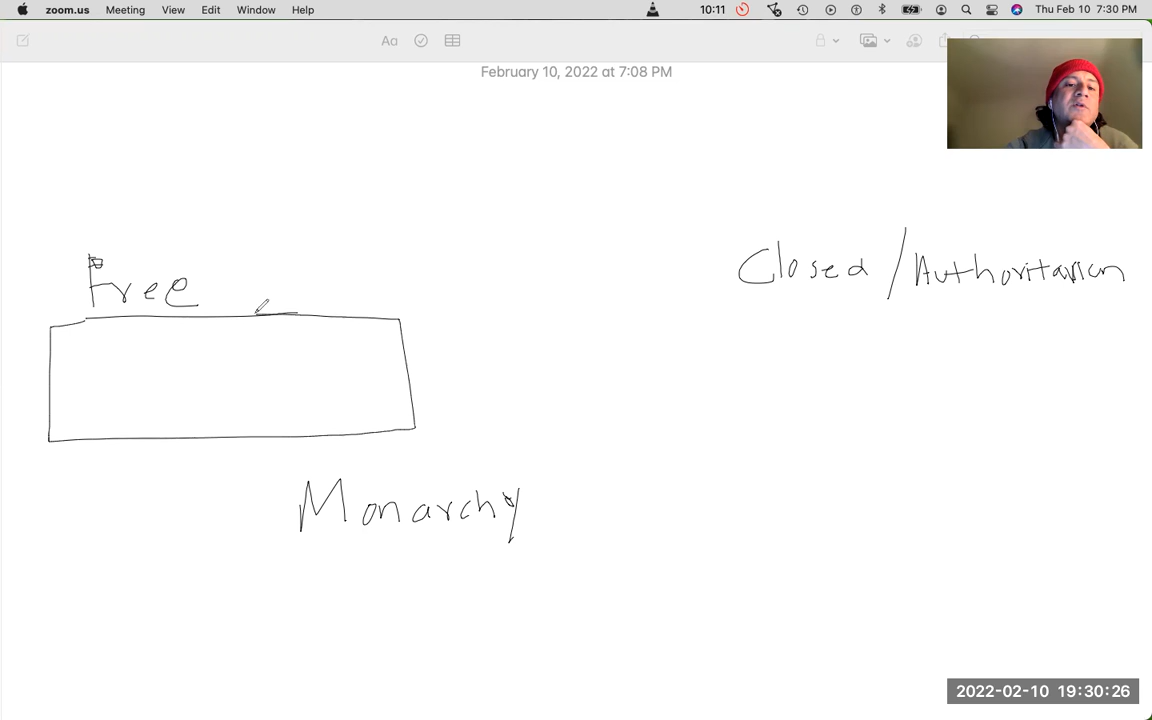 zoom.us Meeting View Edit Window Help 10:11 Thu Feb 10 7:30 PM
Aa
February 10, 2022 at 7:08 PM
Closed / Authoritarian
Free
Monarchy
2022-02-10 19:30:26